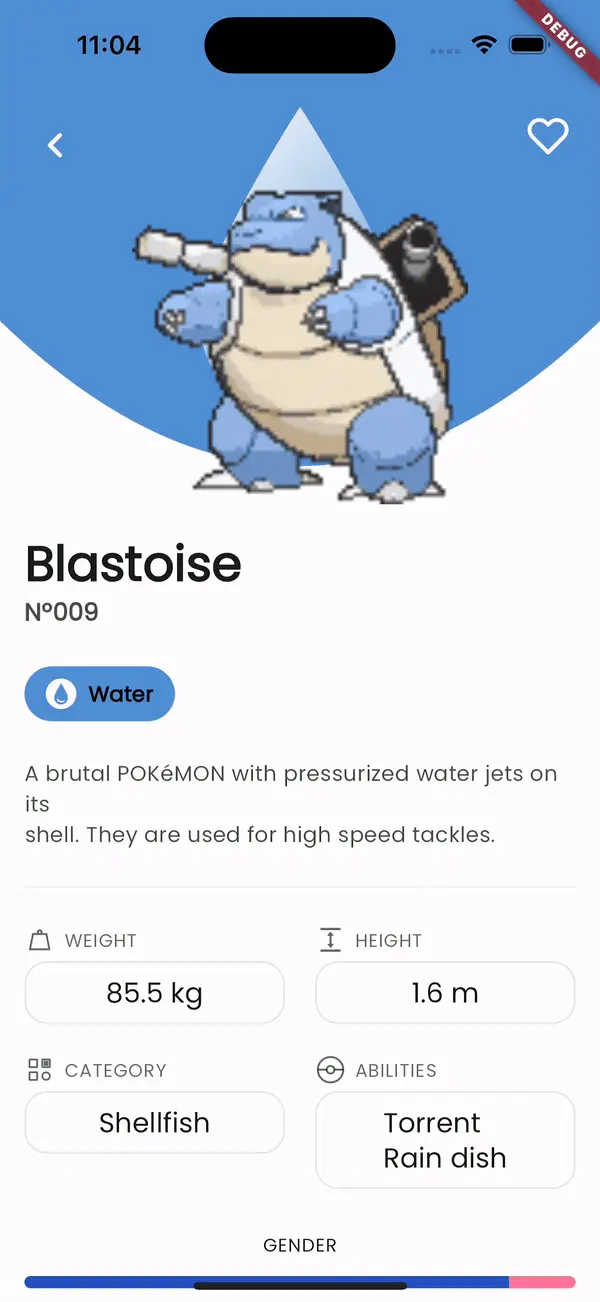 11:04
DEBUG
Blastoise
Nº009
Water
A brutal POKéMON with pressurized water jets on
its
shell. They are used for high speed tackles.
WEIGHT
HEIGHT
85.5 kg
1.6 m
CATEGORY
ABILITIES
Shellfish
Torrent
Rain dish
GENDER